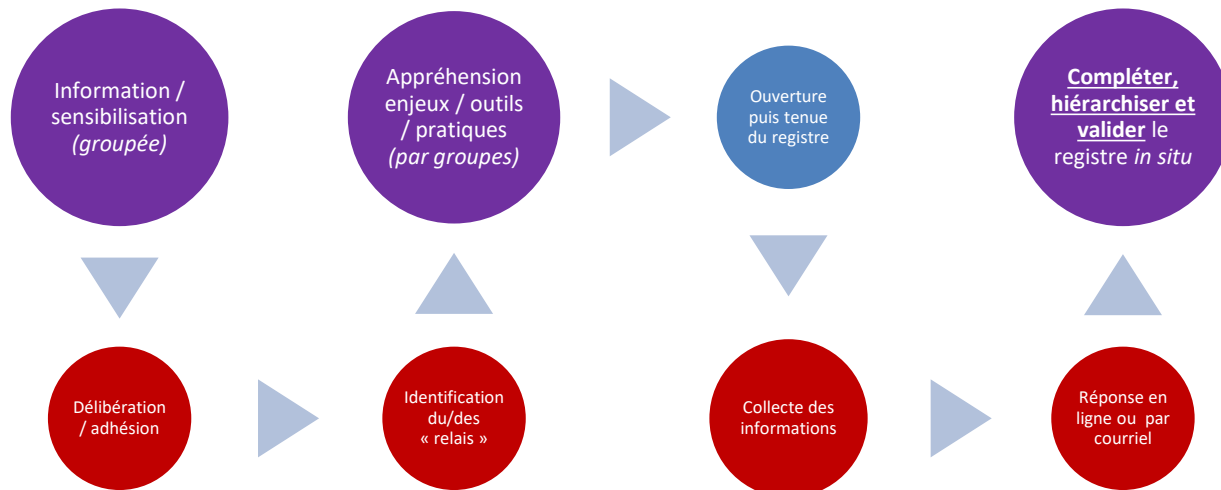 Information /
sensibilisation
(groupée)
Délibération
/ adhésion
Identification
du/des
« relais »
Appréhension
enjeux / outils
/ pratiques
(par groupes)
Ouverture
puis tenue
du registre
Collecte des
informations
Réponse en
ligne ou par
courriel
Compléter,
hiérarchiser et
valider le
registre in situ